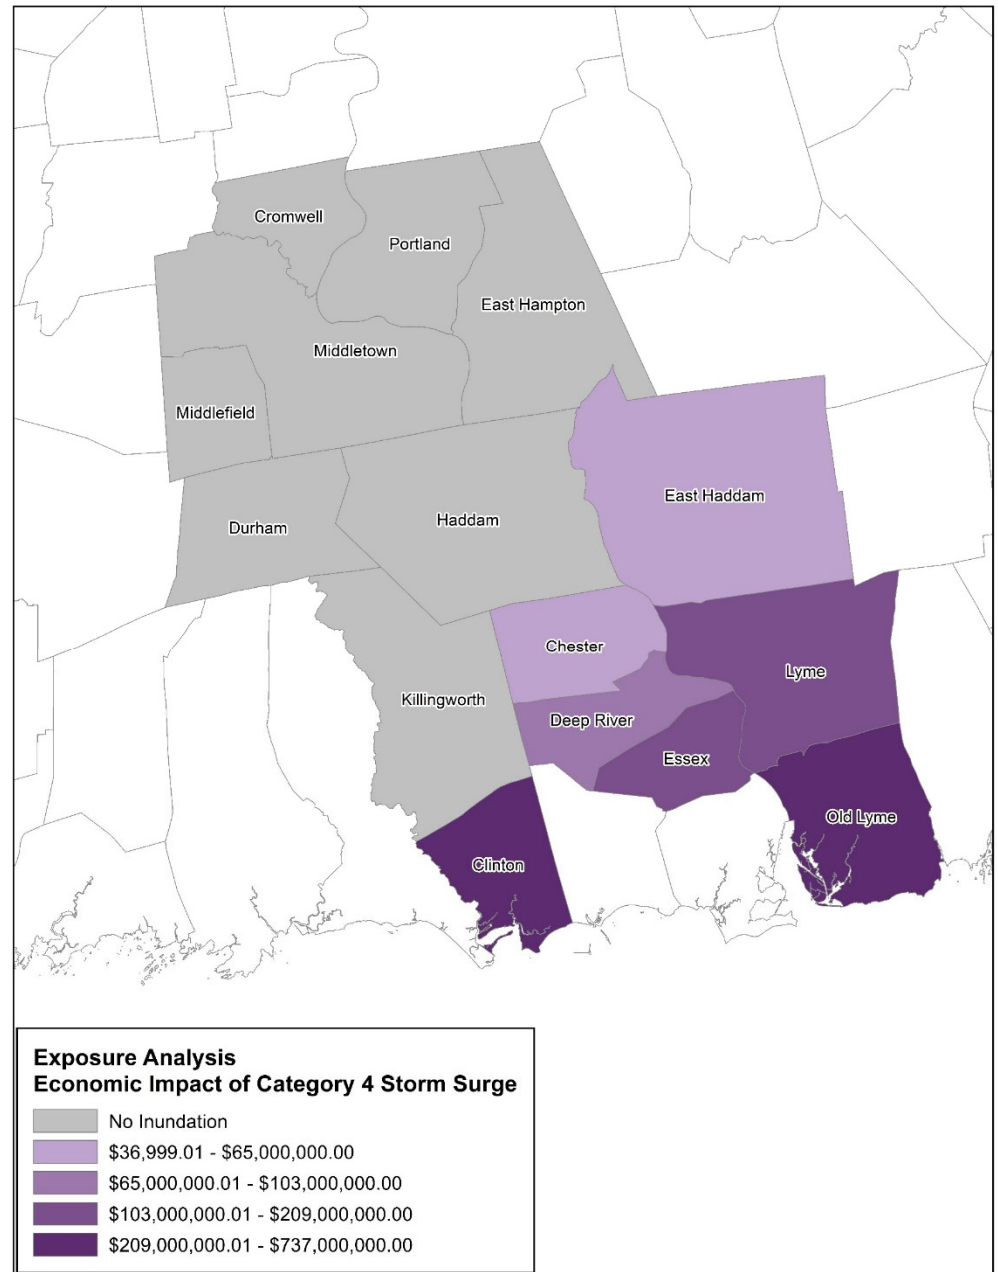 Cromwell
Portland
East Hampton
Middletown
Middlefield
East Haddam
Haddam
Durham
Chester
Lyme
Killingworth
Deep River
Essex
Old Lyme
Clinton
Exposure Analysis
Economic Impact of Category 4 Storm Surge
No Inundation
$36,999.01 - $65,000,000.00
$65,000,000.01 - $103,000,000.00
$103,000,000.01 - $209,000,000.00
$209,000,000.01 - $737,000,000.00